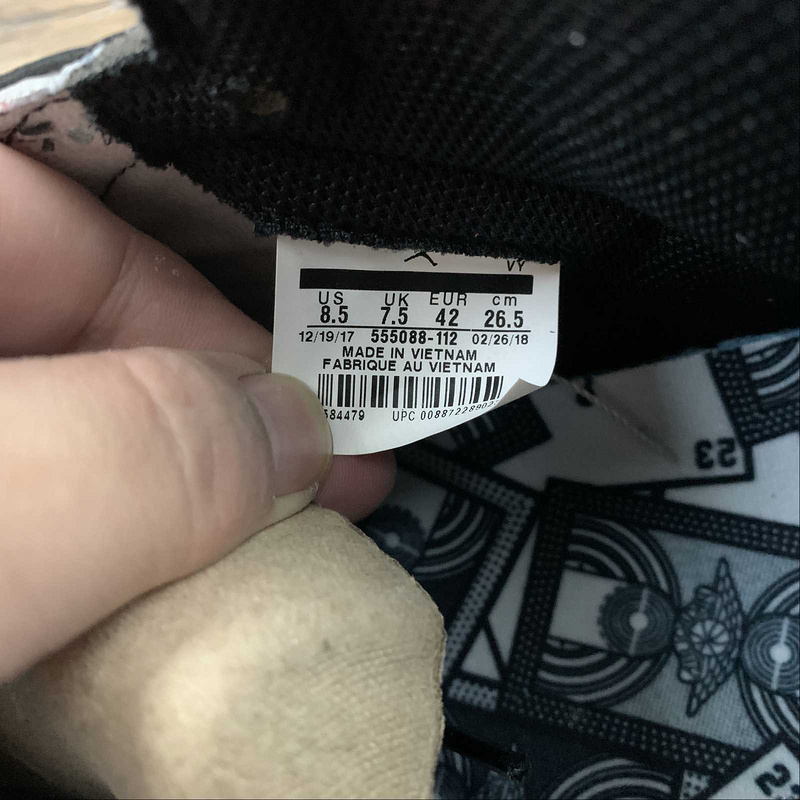 VY
US UK EUR cm
8.5 7.5 42 26.5
12/19/17 555088-112 02/26/18
MADE IN VIETNAM
FABRIQUE AU VIETNAM
584479 UPC 0088722890
23